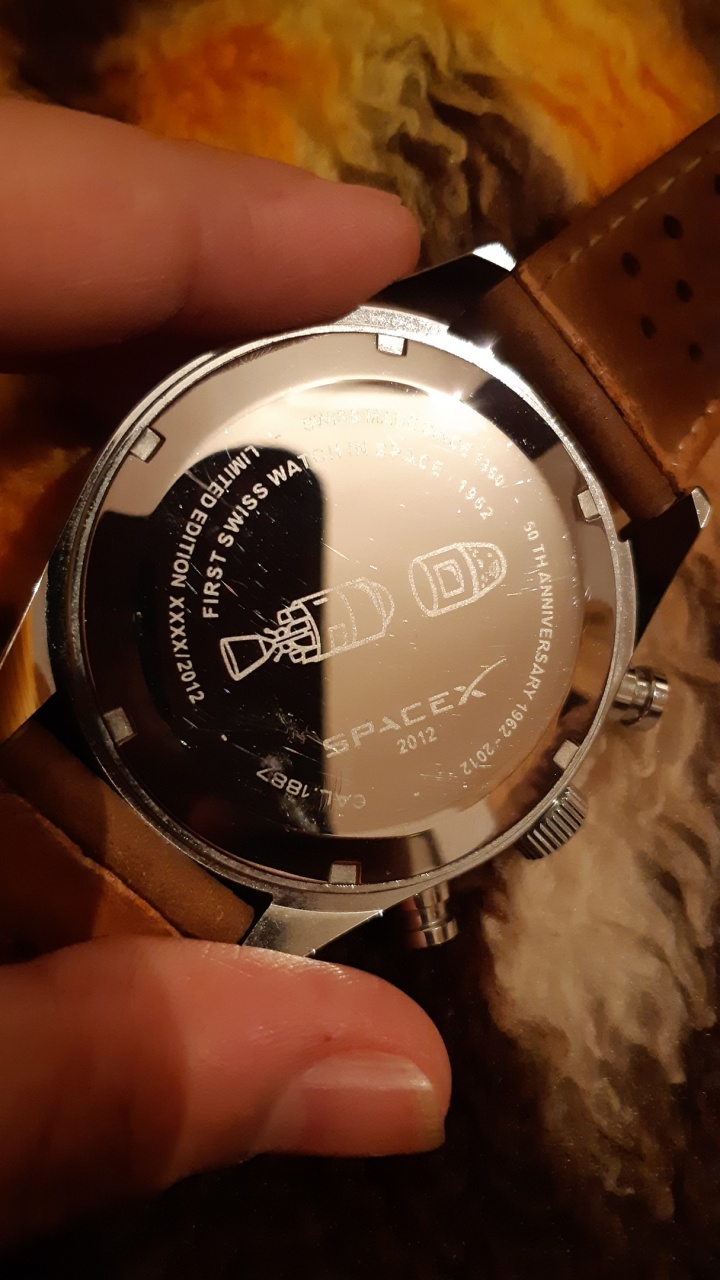 LIMITED EDITION XXXX/2012
50 TH ANNIVERSARY 1962-2012
FIRST SWISS WATCH IN SPACE - 1962
SPACEX
2012
CAL.1887